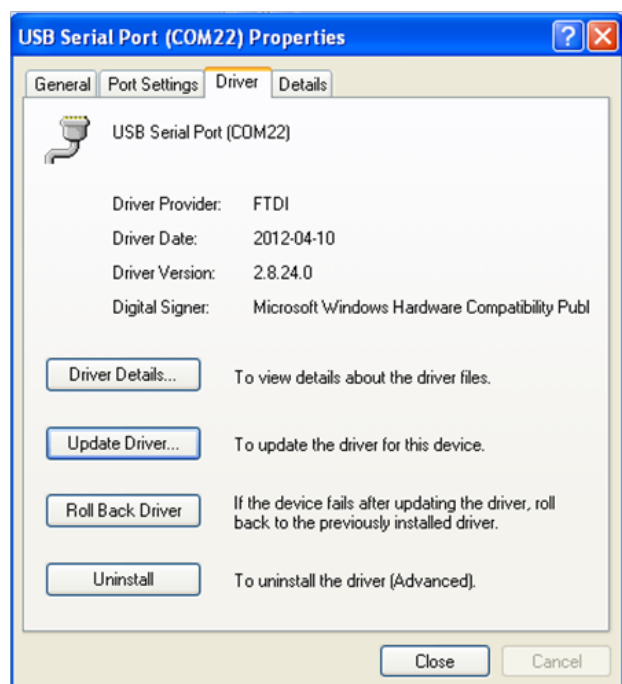 USB Serial Port (COM22) Properties
General Port Settings Driver Details
USB Serial Port (COM22)
Driver Provider: FTDI
Driver Date: 2012-04-10
Driver Version: 2.8.24.0
Digital Signer: Microsoft Windows Hardware Compatibility Publ
Driver Details... To view details about the driver files.
Update Driver... To update the driver for this device.
Roll Back Driver If the device fails after updating the driver, roll
back to the previously installed driver.
Uninstall To uninstall the driver (Advanced).
Close Cancel